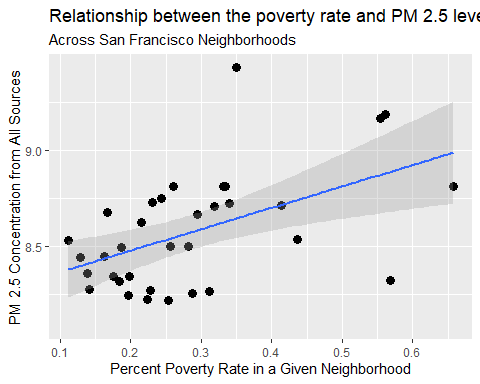 Relationship between the poverty rate and PM 2.5 leve
Across San Francisco Neighborhoods
PM 2.5 Concentration from All Sources
9.0
8.5
0.1 0.2 0.3 0.4 0.5 0.6
Percent Poverty Rate in a Given Neighborhood